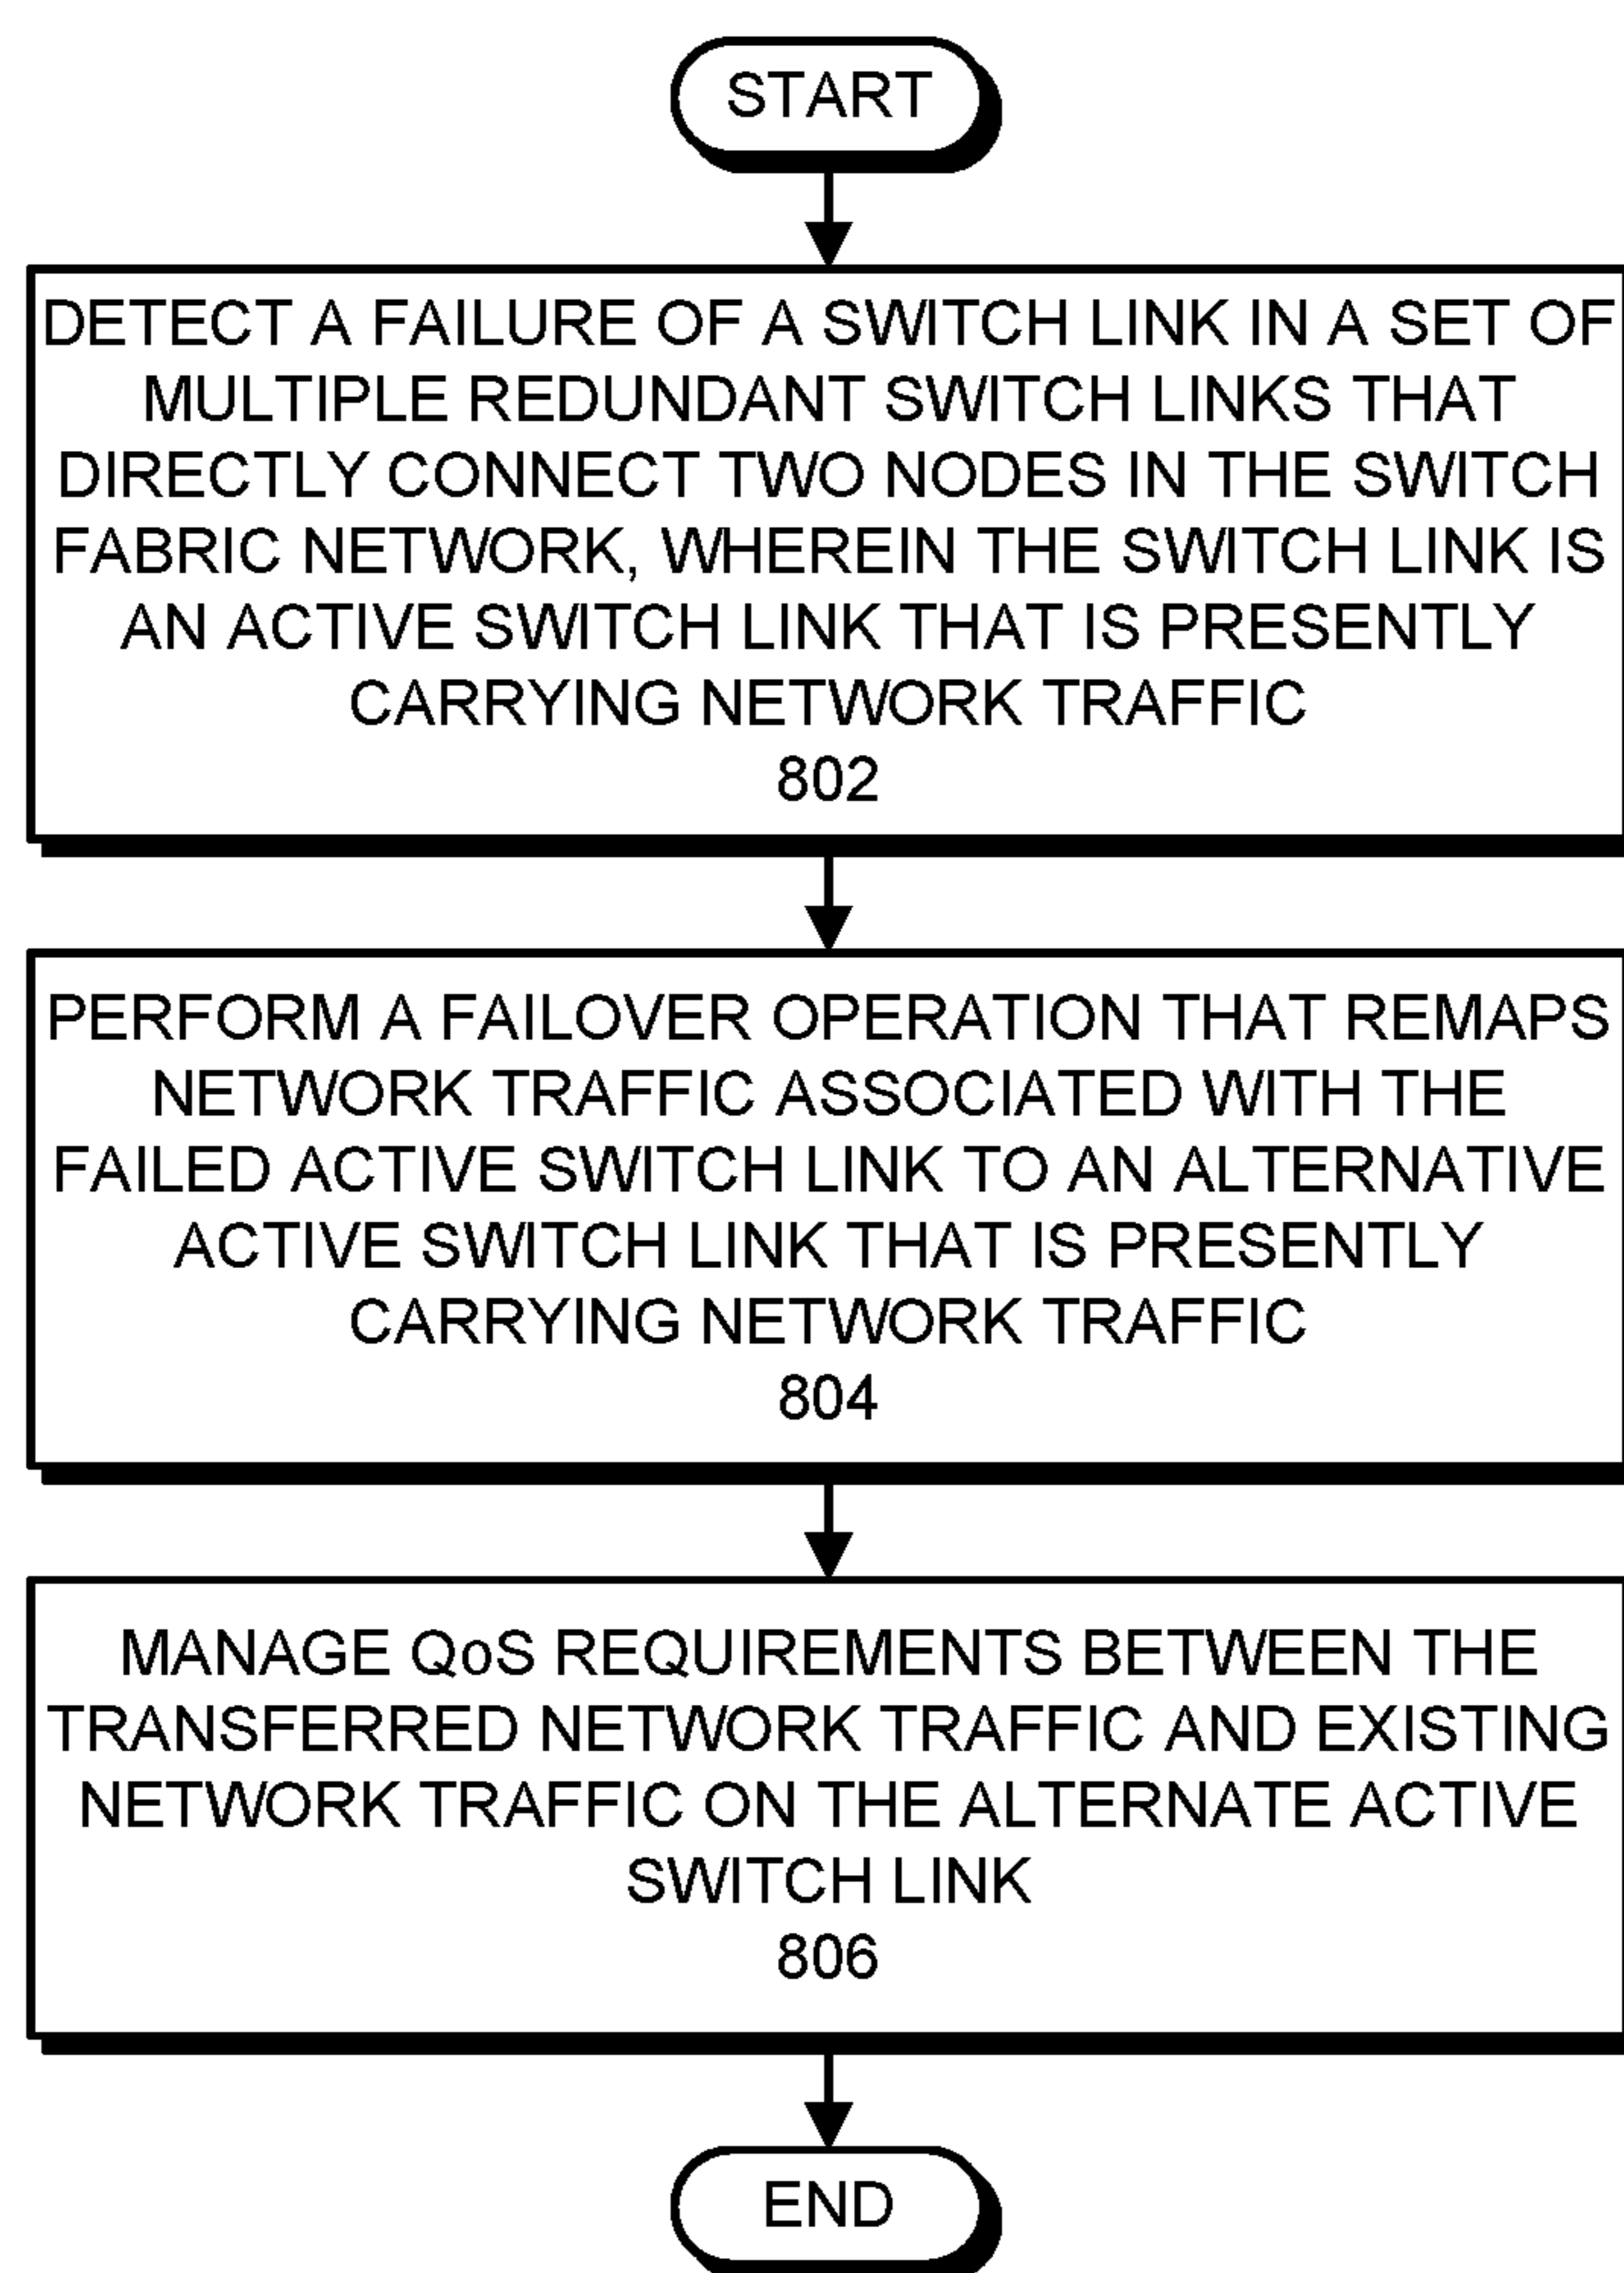 START
DETECT A FAILURE OF A SWITCH LINK IN A SET OF
MULTIPLE REDUNDANT SWITCH LINKS THAT
DIRECTLY CONNECT TWO NODES IN THE SWITCH
FABRIC NETWORK, WHEREIN THE SWITCH LINK IS
AN ACTIVE SWITCH LINK THAT IS PRESENTLY
CARRYING NETWORK TRAFFIC
802
PERFORM A FAILOVER OPERATION THAT REMAPS
NETWORK TRAFFIC ASSOCIATED WITH THE
FAILED ACTIVE SWITCH LINK TO AN ALTERNATIVE
ACTIVE SWITCH LINK THAT IS PRESENTLY
CARRYING NETWORK TRAFFIC
804
MANAGE QoS REQUIREMENTS BETWEEN THE
TRANSFERRED NETWORK TRAFFIC AND EXISTING
NETWORK TRAFFIC ON THE ALTERNATE ACTIVE
SWITCH LINK
806
END